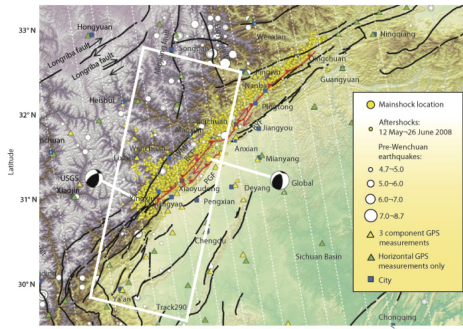 33° N
32° N
31° N
30° N
Latitude
Hongyuan
Longriba fault
Longriba fault
Songpan
Wenxian
Ningqiang
Qingchuan
Pingwu
Guangyuan
Nanba
Heishui
Beichuan
Jiangyou
Anxian
Mianyang
USGS
Xiaojin
Xiaoyudong
Deyang
Global
Pengxian
PGF
Chengdu
Ya'an
Track290
Sichuan Basin
Chongqing
Mainshock location
Aftershocks:
12 May~26 June 2008
Pre-Wenchuan
earthquakes:
4.7~5.0
5.0~6.0
6.0~7.0
7.0~8.7
3 component GPS
measurements
Horizontal GPS
measurements only
City